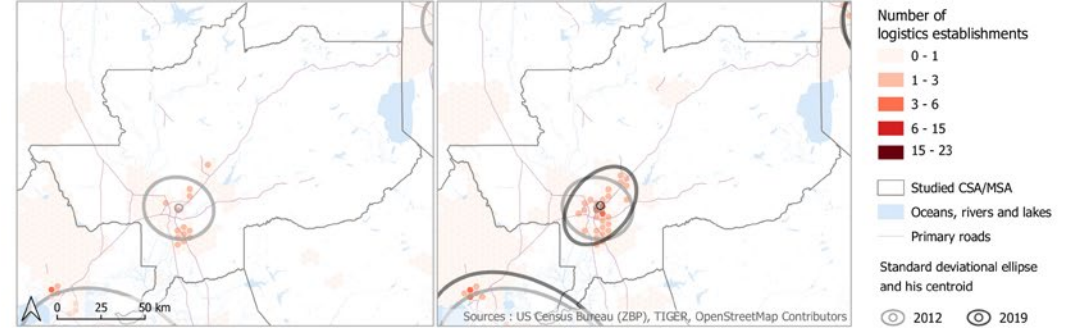 Number of
logistics establishments
0 - 1
1 - 3
3 - 6
6 - 15
15 - 23
Studied CSA/MSA
Oceans, rivers and lakes
Primary roads
Standard deviational ellipse
and his centroid
2012 2019
0 25 50 km
Sources : US Census Bureau (ZBP), TIGER, OpenStreetMap Contributors